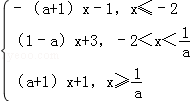 -(a+1)x-1,x≤-2
(1-a)x+3,-2<x<1/a
(a+1)x+1,x≥1/a